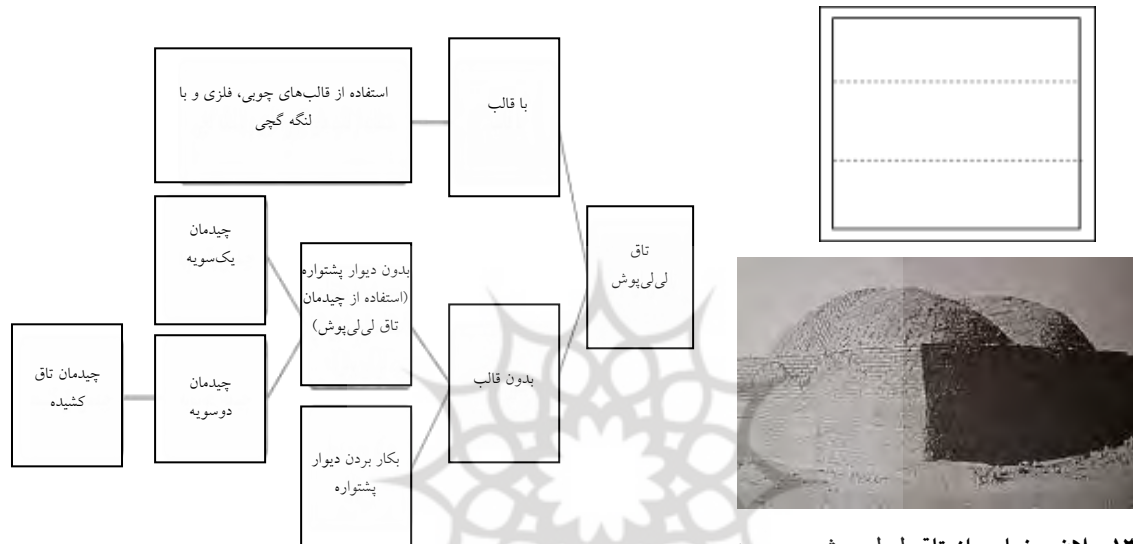 استفاده از قالب‌های چوبی، فلزی و با
لنگه گچی
با قالب
تاق
لی‌لی‌پوش
چیدمان
یک‌سویه
بدون دیوار پشتواره
(استفاده از چیدمان
تاق لی‌لی‌پوش)
بدون قالب
چیدمان
دوسویه
چیدمان تاق
کشیده
بکار بردن دیوار
پشتواره